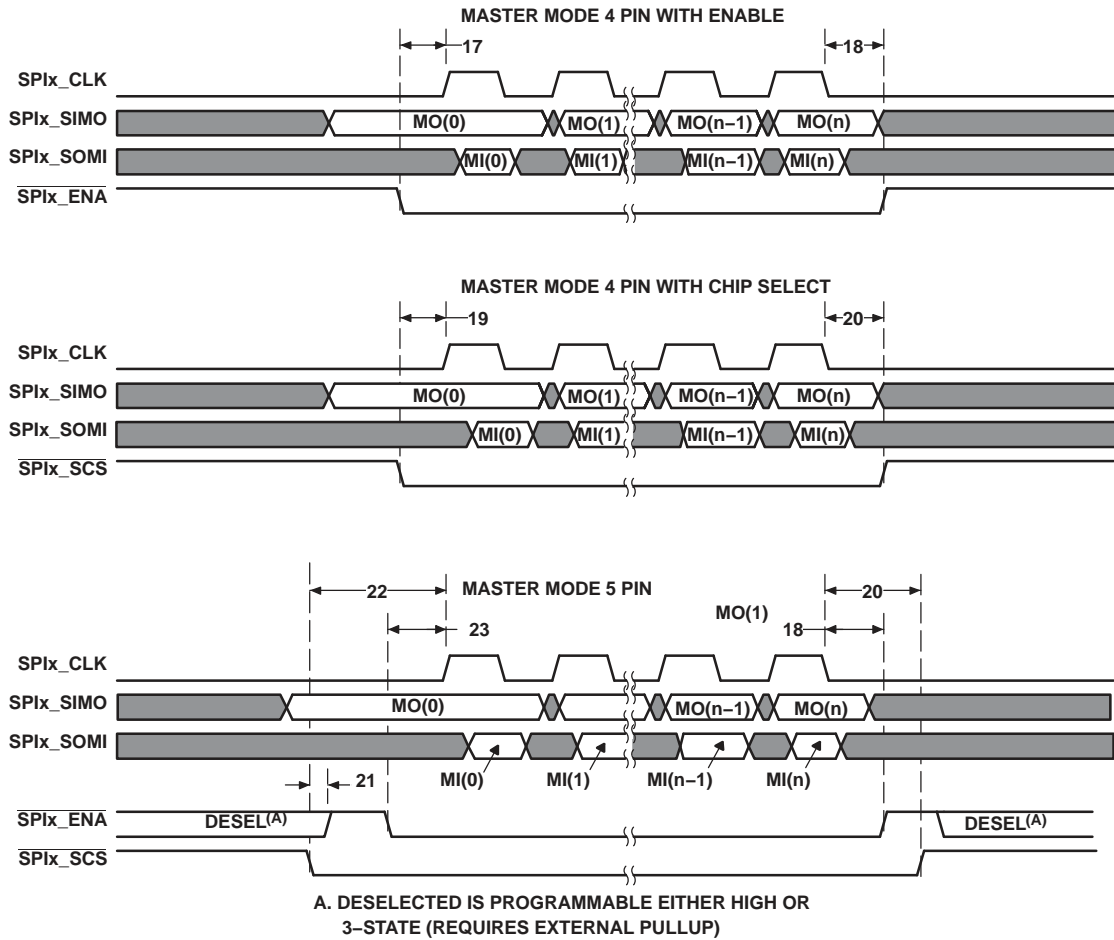 MASTER MODE 4 PIN WITH ENABLE
17
18
SPIx_CLK
SPIx_SIMO
MO(0)
MO(1)
MO(n−1)
MO(n)
SPIx_SOMI
MI(0)
MI(1)
MI(n−1)
MI(n)
SPIx_ENA
MASTER MODE 4 PIN WITH CHIP SELECT
19
20
SPIx_CLK
SPIx_SIMO
MO(0)
MO(1)
MO(n−1)
MO(n)
SPIx_SOMI
MI(0)
MI(1)
MI(n−1)
MI(n)
SPIx_SCS
22
MASTER MODE 5 PIN
20
MO(1)
23
18
SPIx_CLK
SPIx_SIMO
MO(0)
MO(n−1)
MO(n)
SPIx_SOMI
MI(0)
MI(1)
MI(n−1)
MI(n)
21
SPIx_ENA
DESEL(A)
DESEL(A)
SPIx_SCS
A. DESELECTED IS PROGRAMMABLE EITHER HIGH OR
3−STATE (REQUIRES EXTERNAL PULLUP)